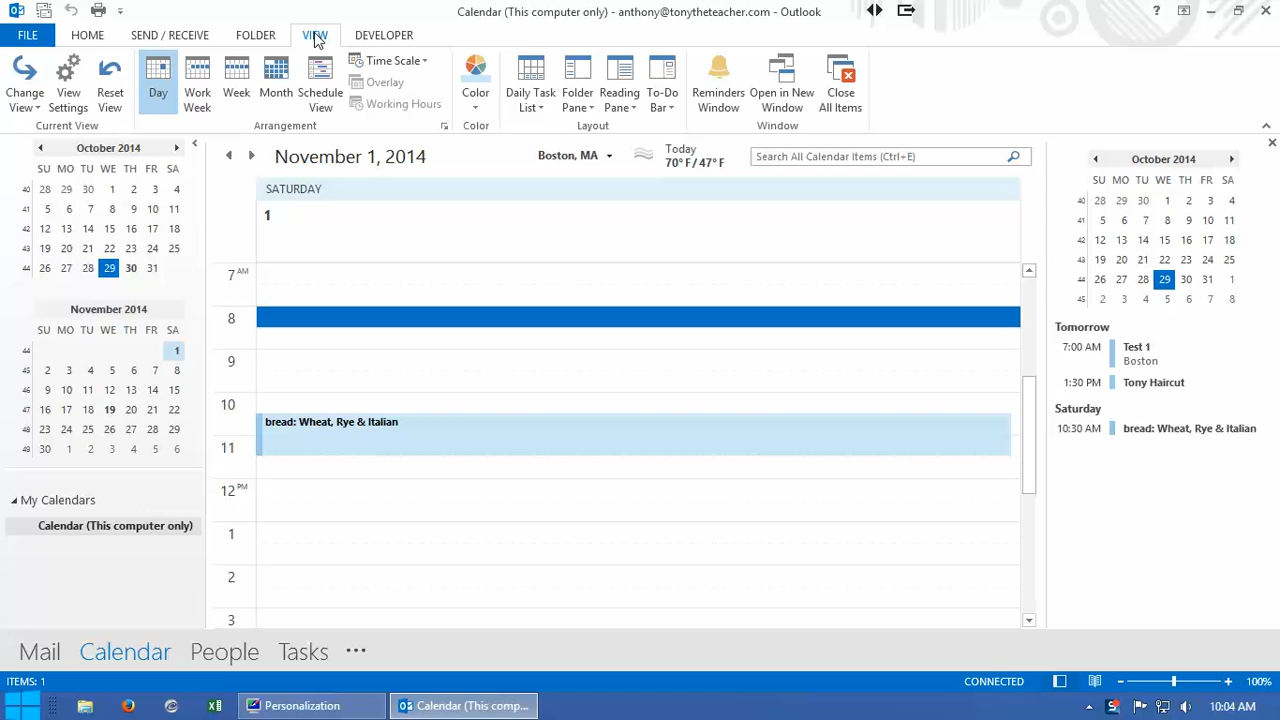 Calendar (This computer only) - anthony@tonytheteacher.com - Outlook
FILE HOME SEND / RECEIVE FOLDER VIEW DEVELOPER
Change View
View Settings
Reset View
Current View
Day
Work Week
Week
Month
Schedule View
Time Scale
Overlay
Working Hours
Arrangement
Color
Color
Daily Task List
Folder Pane
Reading Pane
To-Do Bar
Layout
Reminders Window
Open in New Window
Close All Items
Window
October 2014
SU MO TU WE TH FR SA
40 28 29 30 1 2 3 4
41 5 6 7 8 9 10 11
42 12 13 14 15 16 17 18
43 19 20 21 22 23 24 25
44 26 27 28 29 30 31
November 2014
SU MO TU WE TH FR SA
44 1
45 2 3 4 5 6 7 8
46 9 10 11 12 13 14 15
47 16 17 18 19 20 21 22
48 23 24 25 26 27 28 29
49 30 1 2 3 4 5 6
My Calendars
Calendar (This computer only)
November 1, 2014
Boston, MA
Today
70° F / 47° F
Search All Calendar Items (Ctrl+E)
SATURDAY
1
7 AM
8
9
10
bread: Wheat, Rye & Italian
11
12 PM
1
2
3
October 2014
SU MO TU WE TH FR SA
40 28 29 30 1 2 3 4
41 5 6 7 8 9 10 11
42 12 13 14 15 16 17 18
43 19 20 21 22 23 24 25
44 26 27 28 29 30 31 1
45 2 3 4 5 6 7 8
Tomorrow
7:00 AM Test 1
Boston
1:30 PM Tony Haircut
Saturday
10:30 AM bread: Wheat, Rye & Italian
Mail Calendar People Tasks •••
ITEMS: 1
CONNECTED
100%
Personalization
Calendar (This comp...
10:04 AM